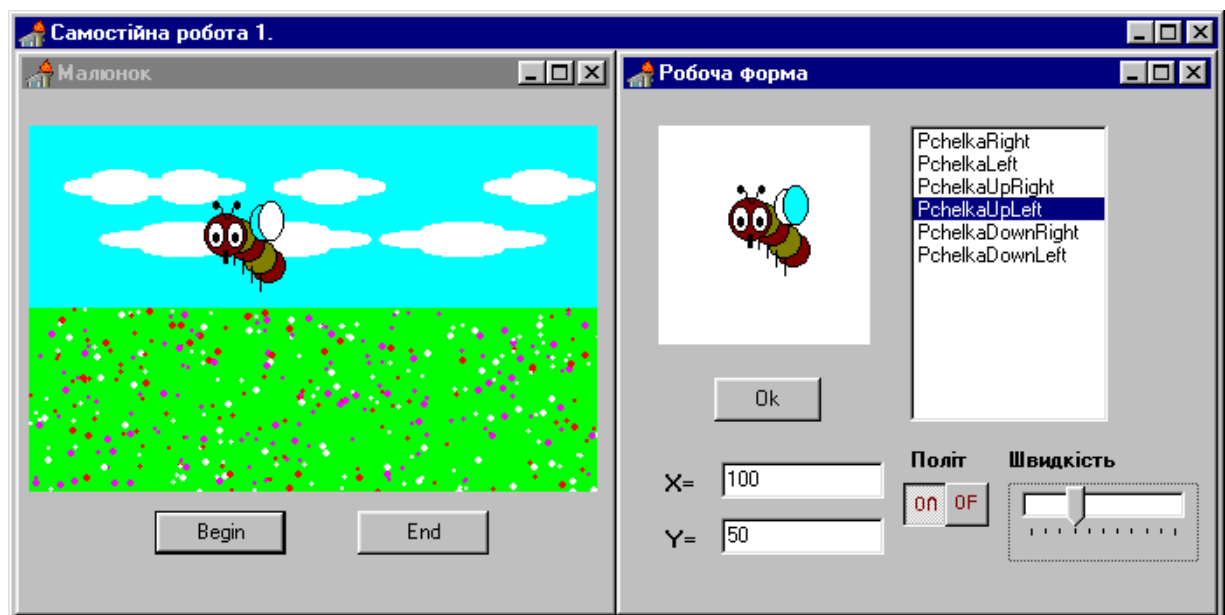 Самостійна робота 1.
Малюнок
Begin
End
Робоча форма
PchelkaRight
PchelkaLeft
PchelkaUpRight
PchelkaUpLeft
PchelkaDownRight
PchelkaDownLeft
Ok
X= 100
Y= 50
Політ
ON OF
Швидкість